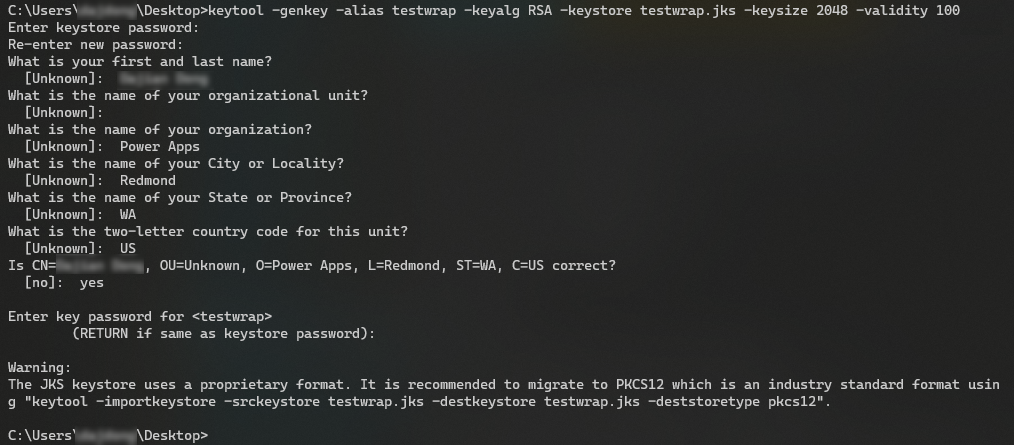 C:\Users\ \Desktop>keytool -genkey -alias testwrap -keyalg RSA -keystore testwrap.jks -keysize 2048 -validity 100
Enter keystore password:
Re-enter new password:
What is your first and last name?
[Unknown]:
What is the name of your organizational unit?
[Unknown]:
What is the name of your organization?
[Unknown]: Power Apps
What is the name of your City or Locality?
[Unknown]: Redmond
What is the name of your State or Province?
[Unknown]: WA
What is the two-letter country code for this unit?
[Unknown]: US
Is CN= , OU=Unknown, O=Power Apps, L=Redmond, ST=WA, C=US correct?
[no]: yes
Enter key password for <testwrap>
(RETURN if same as keystore password):
Warning:
The JKS keystore uses a proprietary format. It is recommended to migrate to PKCS12 which is an industry standard format usin
g "keytool -importkeystore -srckeystore testwrap.jks -destkeystore testwrap.jks -deststoretype pkcs12".
C:\Users\ \Desktop>